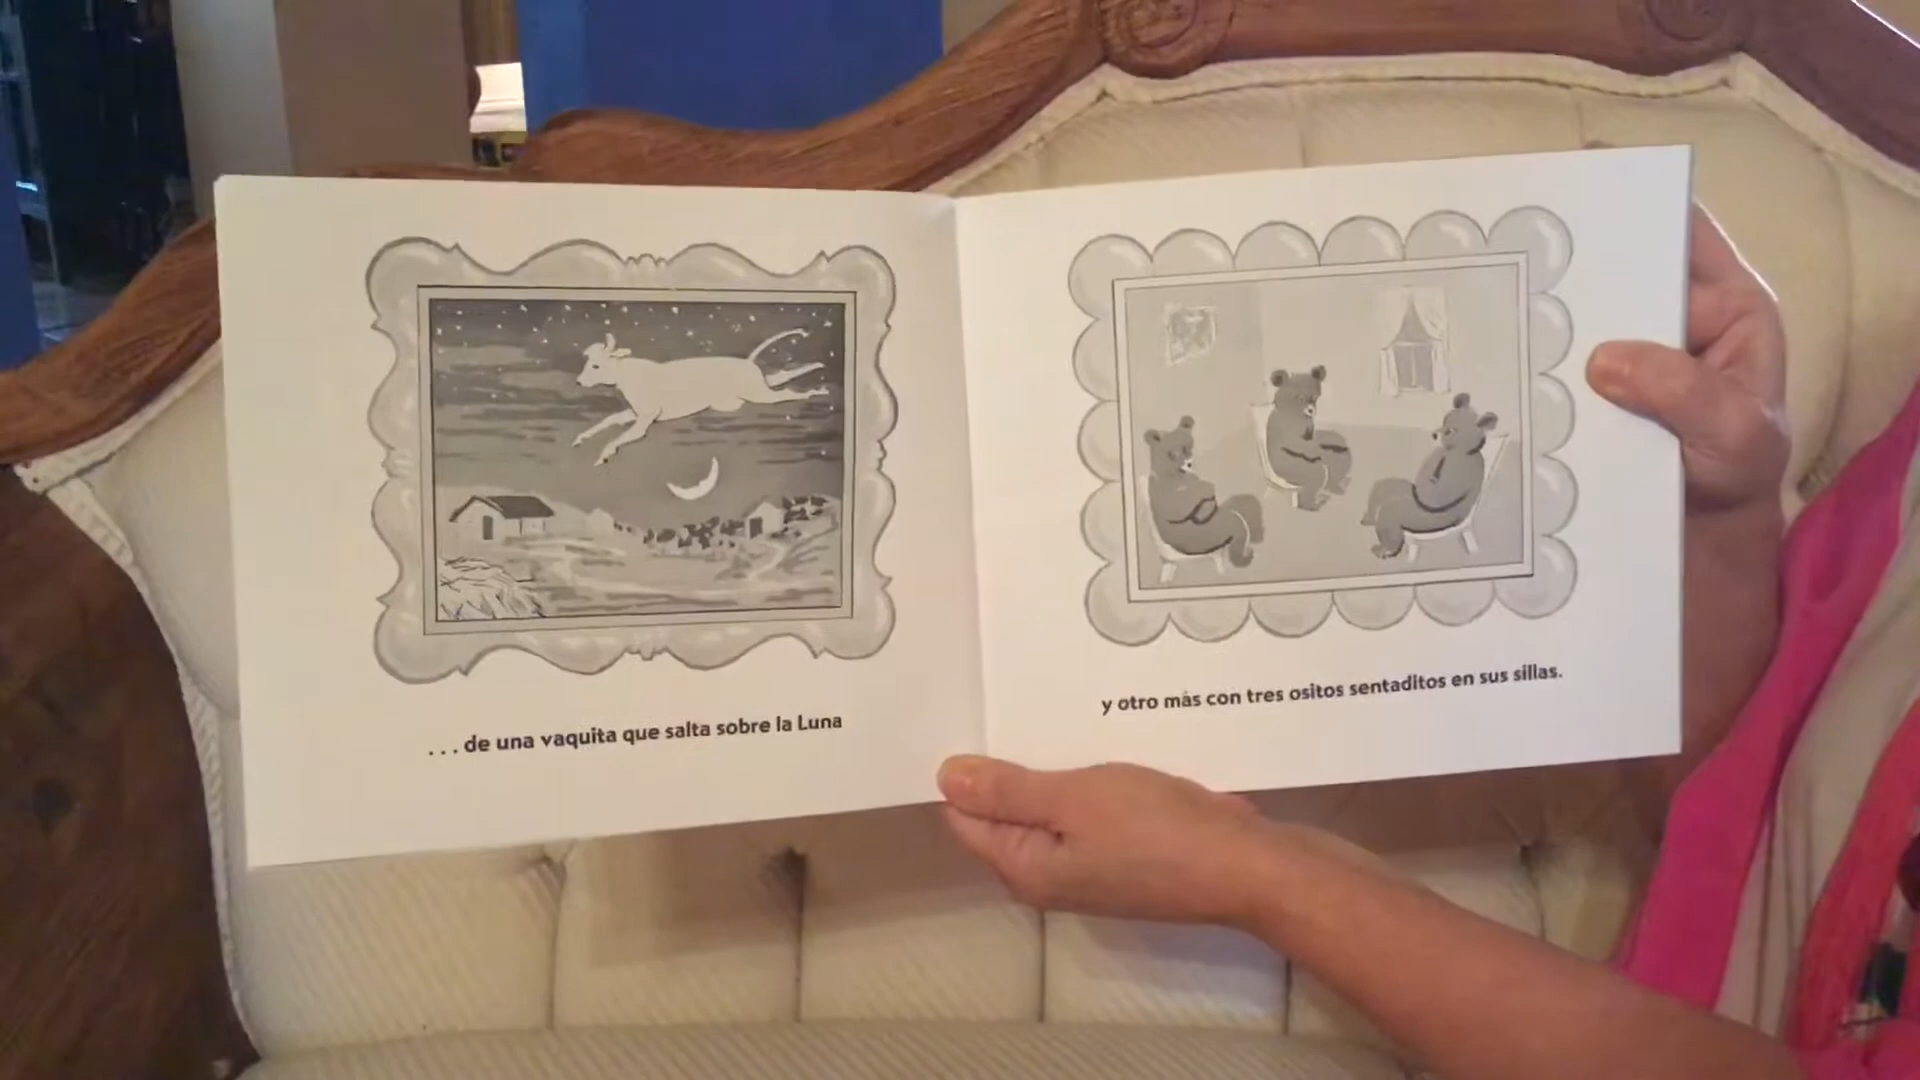 ...de una vaquita que salta sobre la Luna
y otro más con tres ositos sentaditos en sus sillas.